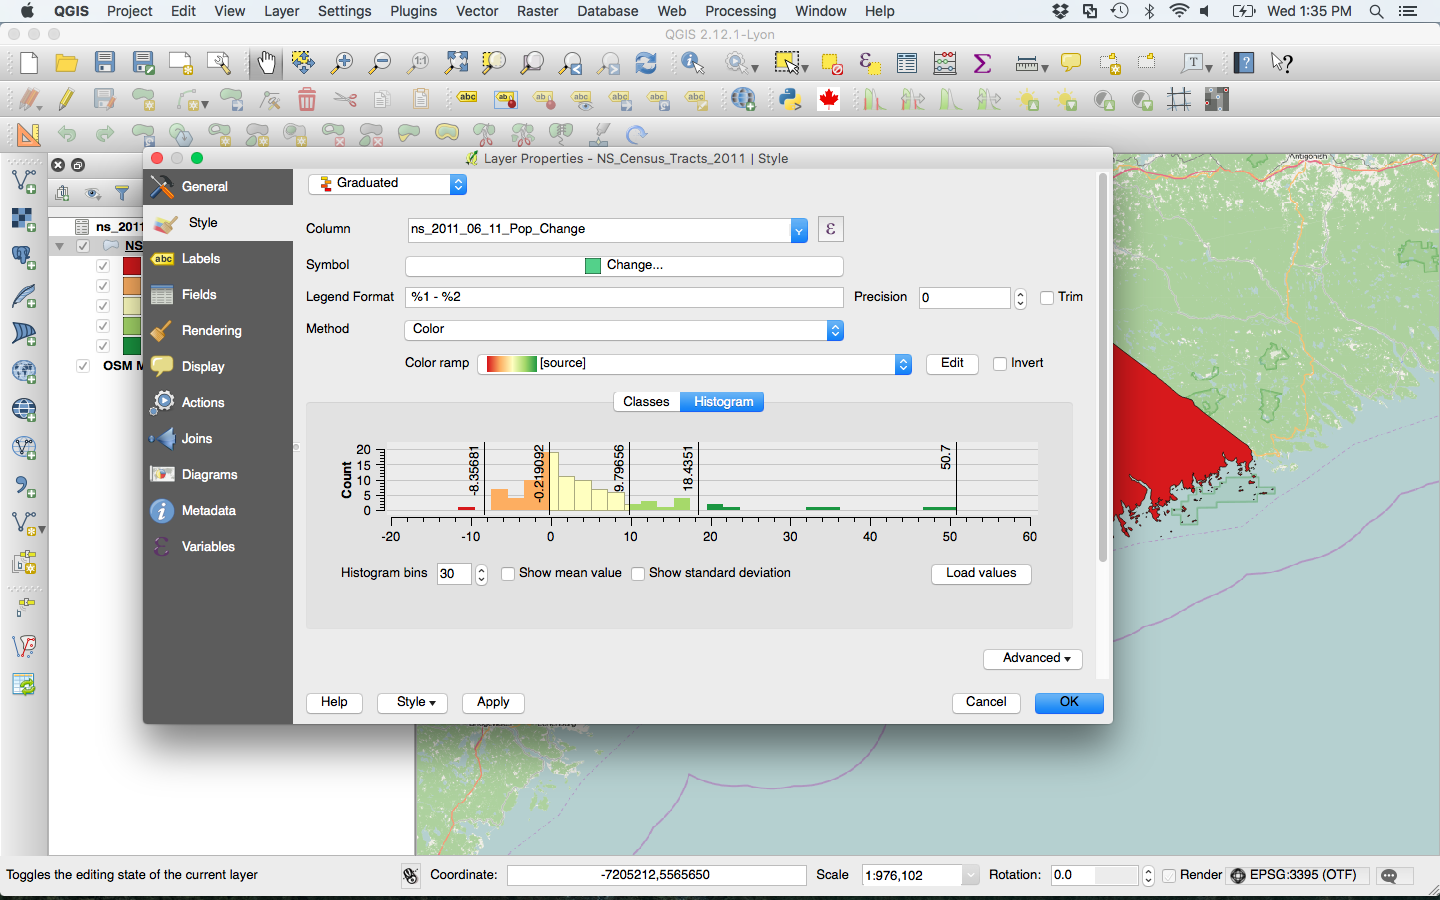 QGIS Project Edit View Layer Settings Plugins Vector Raster Database Web Processing Window Help Wed 1:35 PM
QGIS 2.12.1-Lyon
Layer Properties - NS_Census_Tracts_2011 | Style
Antigonish
ns_2011
NS
OSM M
General
Style
Labels
Fields
Rendering
Display
Actions
Joins
Diagrams
Metadata
Variables
Graduated
Column ns_2011_06_11_Pop_Change ε
Symbol Change...
Legend Format %1 - %2 Precision 0 Trim
Method Color
Color ramp [source] Edit Invert
Classes Histogram
Count
20
15
10
5
0
-8.35681
-0.219092
9.79656
18.4351
50.7
-20 -10 0 10 20 30 40 50 60
Histogram bins 30 Show mean value Show standard deviation Load values
Advanced
Help Style Apply Cancel OK
Toggles the editing state of the current layer Coordinate: -7205212,5565650 Scale 1:976,102 Rotation: 0.0 Render EPSG:3395 (OTF)